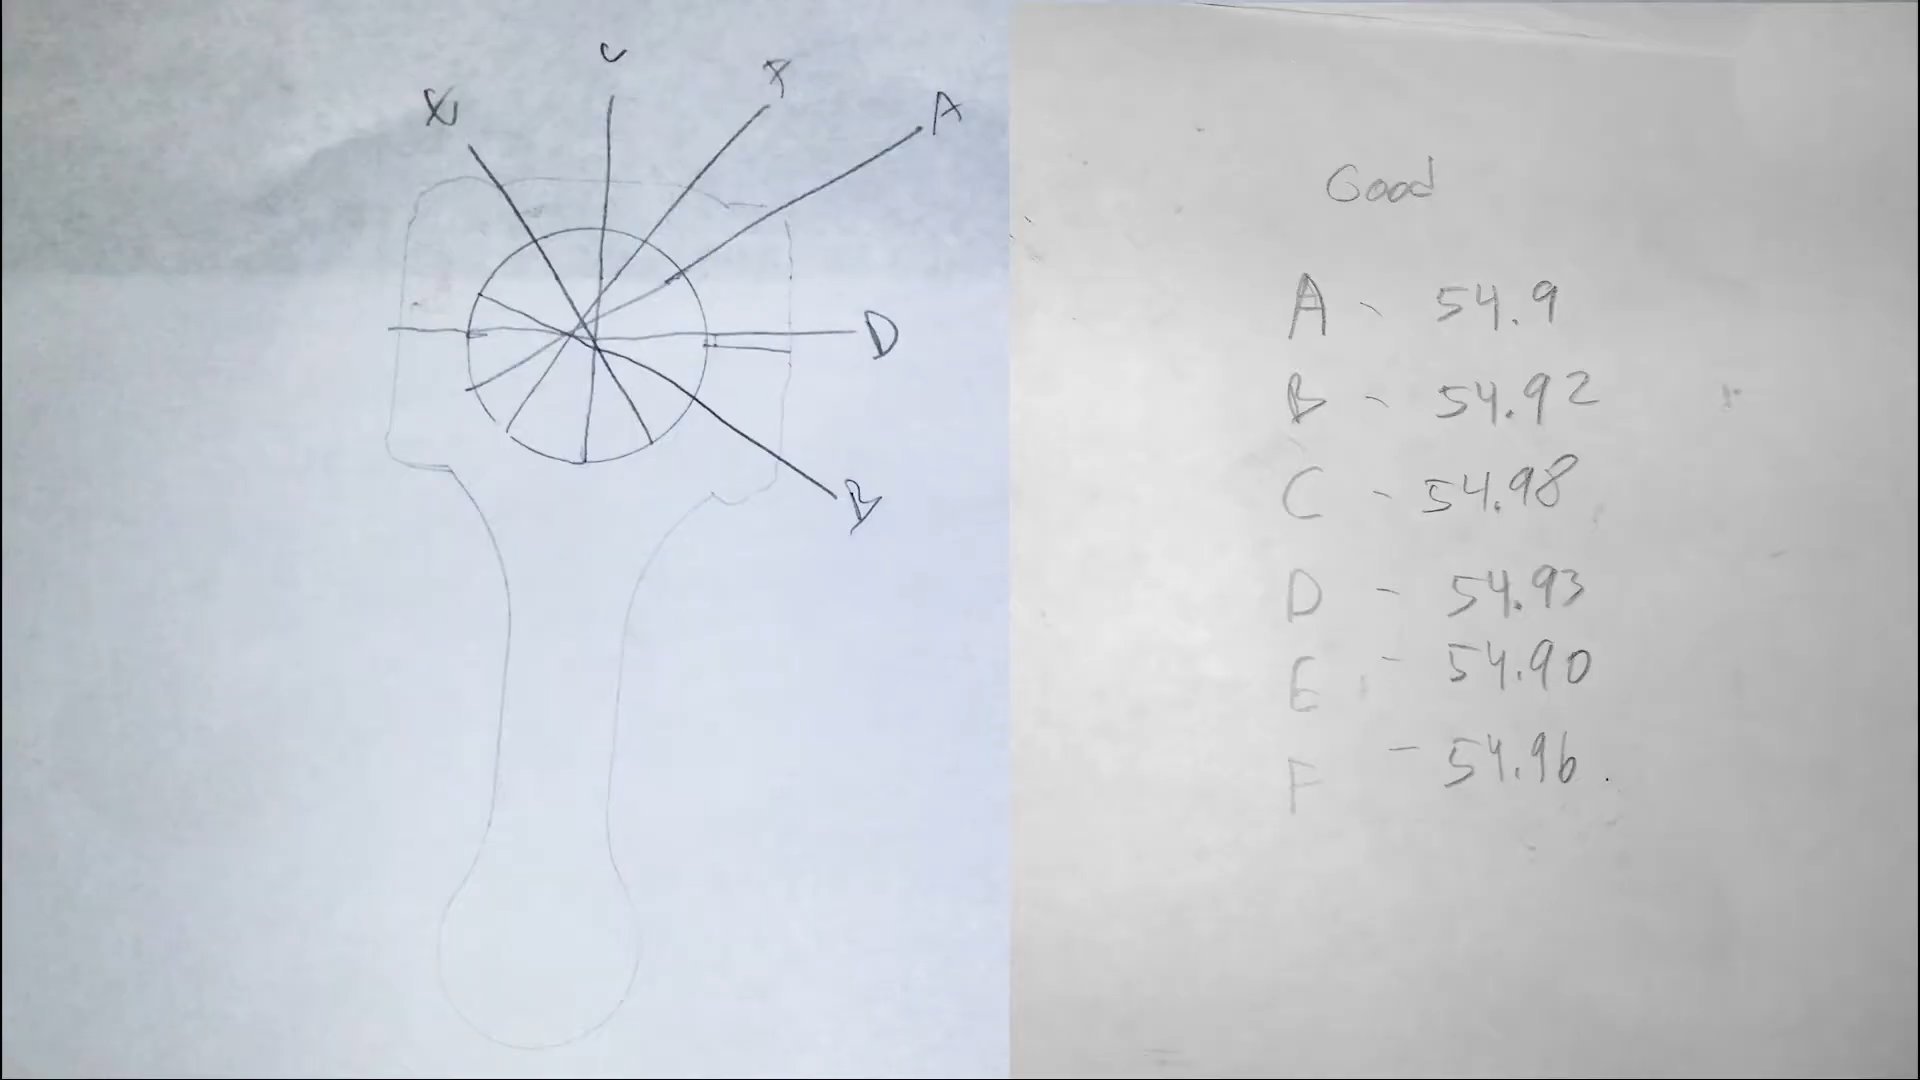 C
F
A
D
B
Good
A - 54.9
B - 54.92
C - 54.98
D - 54.93
E - 54.90
F - 54.96